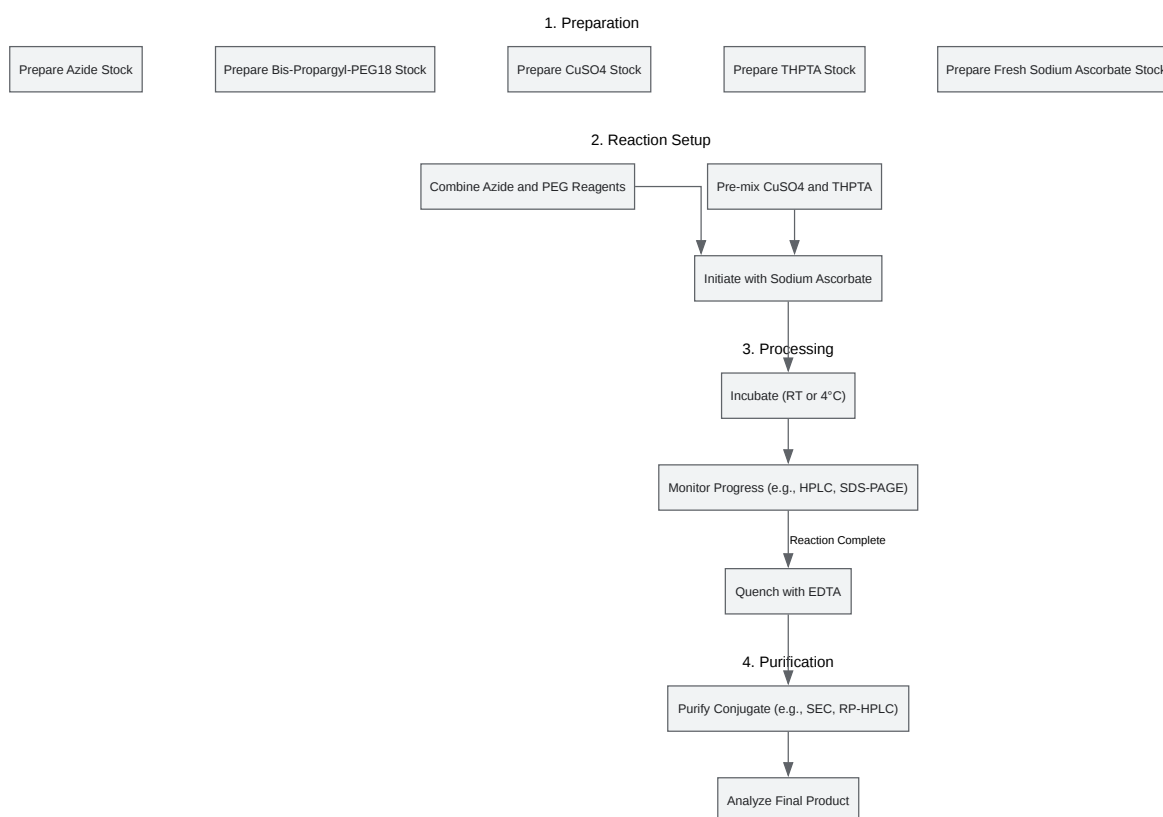 1. Preparation
Prepare Azide Stock
Prepare Bis-Propargyl-PEG18 Stock
Prepare CuSO4 Stock
Prepare THPTA Stock
Prepare Fresh Sodium Ascorbate Stock
2. Reaction Setup
Combine Azide and PEG Reagents
Pre-mix CuSO4 and THPTA
Initiate with Sodium Ascorbate
3. Processing
Incubate (RT or 4°C)
Monitor Progress (e.g., HPLC, SDS-PAGE)
Reaction Complete
Quench with EDTA
4. Purification
Purify Conjugate (e.g., SEC, RP-HPLC)
Analyze Final Product